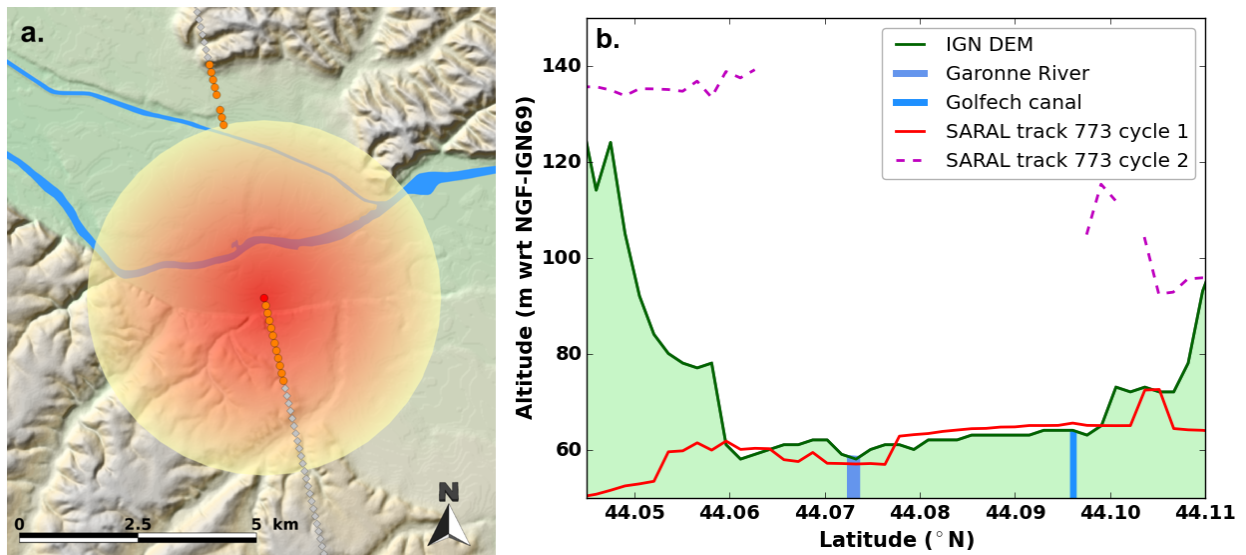 a.
N
0 2.5 5 km
b.
IGN DEM
Garonne River
Golfech canal
SARAL track 773 cycle 1
SARAL track 773 cycle 2
Altitude (m wrt NGF-IGN69)
140
120
100
80
60
44.05 44.06 44.07 44.08 44.09 44.10 44.11
Latitude (°N)